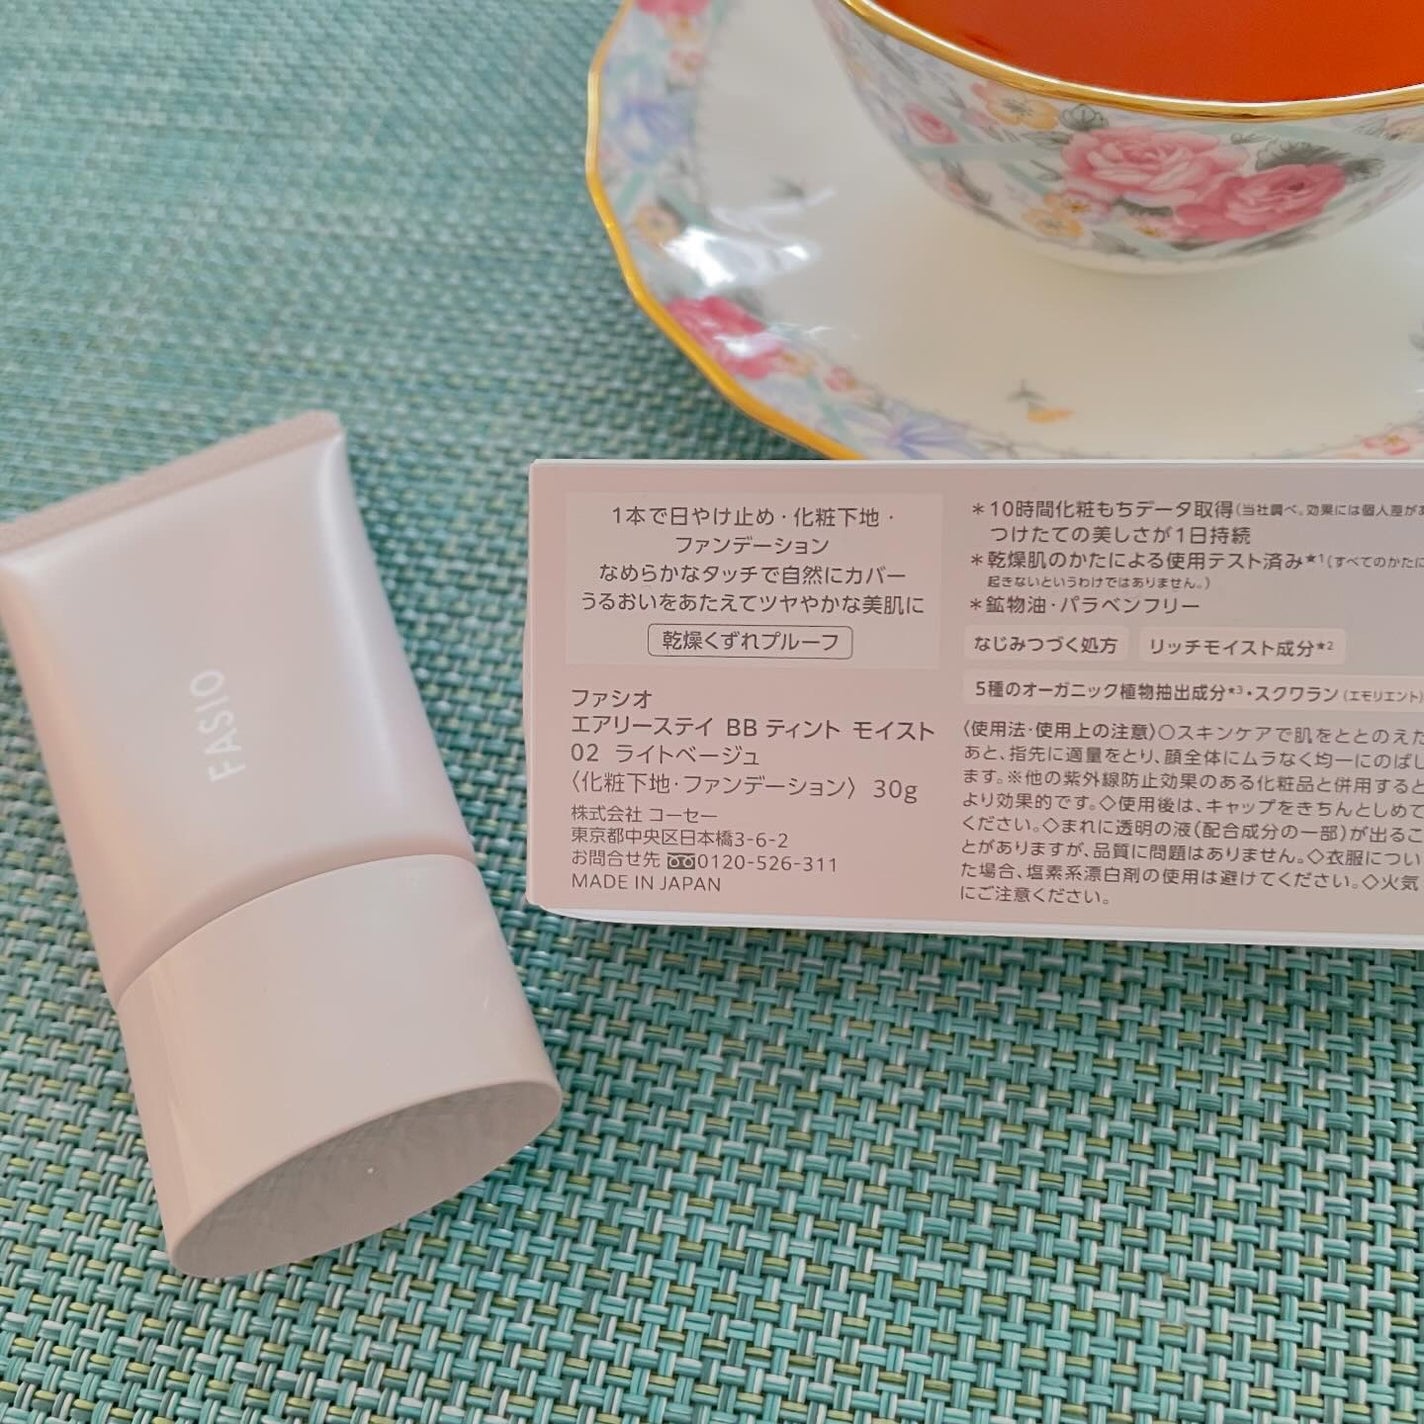 FASIO
1本で日やけ止め・化粧下地・
ファンデーション
なめらかなタッチで自然にカバー
うるおいをあたえてツヤやかな美肌に
乾燥くずれプルーフ
ファシオ
エアリーステイ BB ティント モイスト
02 ライトベージュ
〈化粧下地・ファンデーション〉 30g
株式会社 コーセー
東京都中央区日本橋3-6-2
お問合せ先 0120-526-311
MADE IN JAPAN
＊10時間化粧もちデータ取得(当社調べ。効果には個人差があ
つけたての美しさが1日持続
＊乾燥肌のかたによる使用テスト済み★1(すべてのかたに
起きないというわけではありません。)
＊鉱物油・パラベンフリー
なじみつづく処方 リッチモイスト成分★2
5種のオーガニック植物抽出成分★3・スクワラン(エモリエント)
〈使用法・使用上の注意〉○スキンケアで肌をととのえた
あと、指先に適量をとり、顔全体にムラなく均一にのばし
ます。※他の紫外線防止効果のある化粧品と併用すると
より効果的です。◇使用後は、キャップをきちんとしめて
ください。◇まれに透明の液(配合成分の一部)が出るこ
とがありますが、品質に問題はありません。◇衣服につい
た場合、塩素系漂白剤の使用は避けてください。◇火気
にご注意ください。